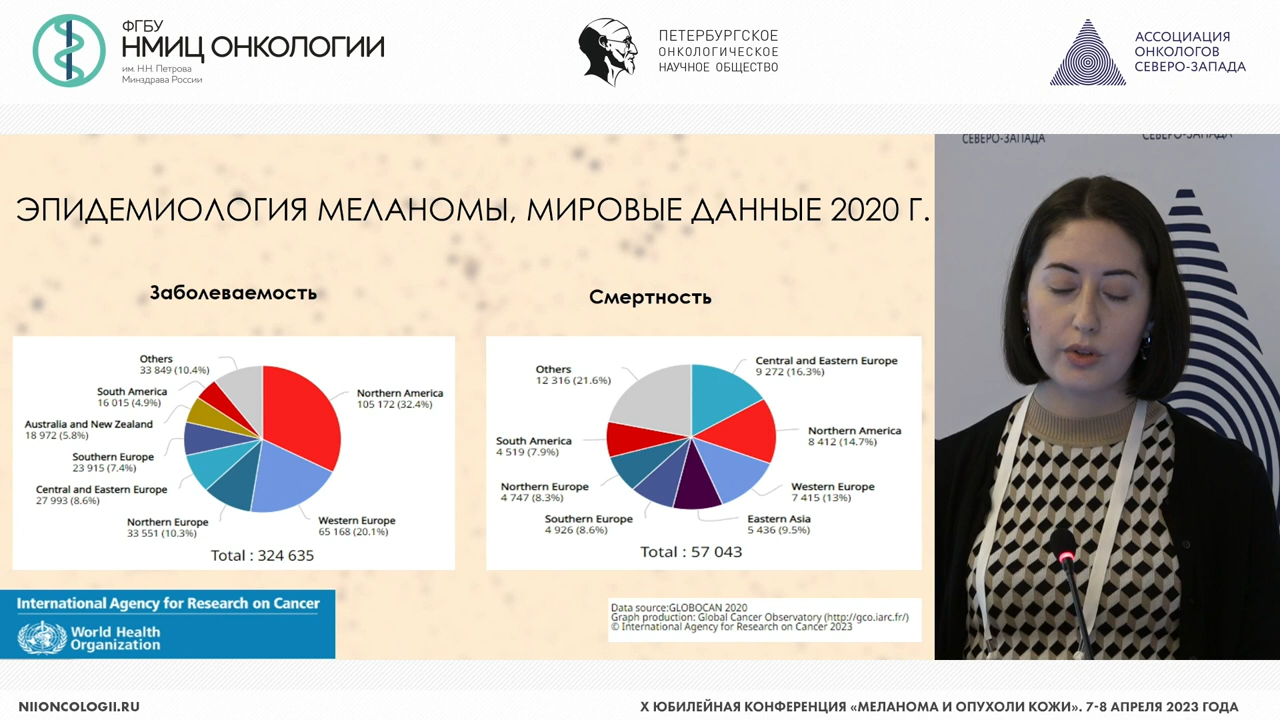 ФГБУ
НМИЦ ОНКОЛОГИИ
им. Н.Н. Петрова
Минздрава России
ПЕТЕРБУРГСКОЕ
ОНКОЛОГИЧЕСКОЕ
НАУЧНОЕ ОБЩЕСТВО
АССОЦИАЦИЯ
ОНКОЛОГОВ
СЕВЕРО-ЗАПАДА
СЕВЕРО-ЗАПАДА
СЕВЕРО-ЗАПАДА
ЭПИДЕМИОЛОГИЯ МЕЛАНОМЫ, МИРОВЫЕ ДАННЫЕ 2020 Г.
Заболеваемость
Others
33 849 (10.4%)
South America
16 015 (4.9%)
Australia and New Zealand
18 972 (5.8%)
Southern Europe
23 915 (7.4%)
Central and Eastern Europe
27 993 (8.6%)
Northern Europe
33 551 (10.3%)
Northern America
105 172 (32.4%)
Western Europe
65 168 (20.1%)
Total : 324 635
Смертность
Others
12 316 (21.6%)
South America
4 519 (7.9%)
Northern Europe
4 747 (8.3%)
Southern Europe
4 926 (8.6%)
Central and Eastern Europe
9 272 (16.3%)
Northern America
8 412 (14.7%)
Western Europe
7 415 (13%)
Eastern Asia
5 436 (9.5%)
Total : 57 043
International Agency for Research on Cancer
World Health
Organization
Data source:GLOBOCAN 2020
Graph production: Global Cancer Observatory (http://gco.iarc.fr/)
© International Agency for Research on Cancer 2023
NIIONCOLOGII.RU
X ЮБИЛЕЙНАЯ КОНФЕРЕНЦИЯ «МЕЛАНОМА И ОПУХОЛИ КОЖИ». 7-8 АПРЕЛЯ 2023 ГОДА